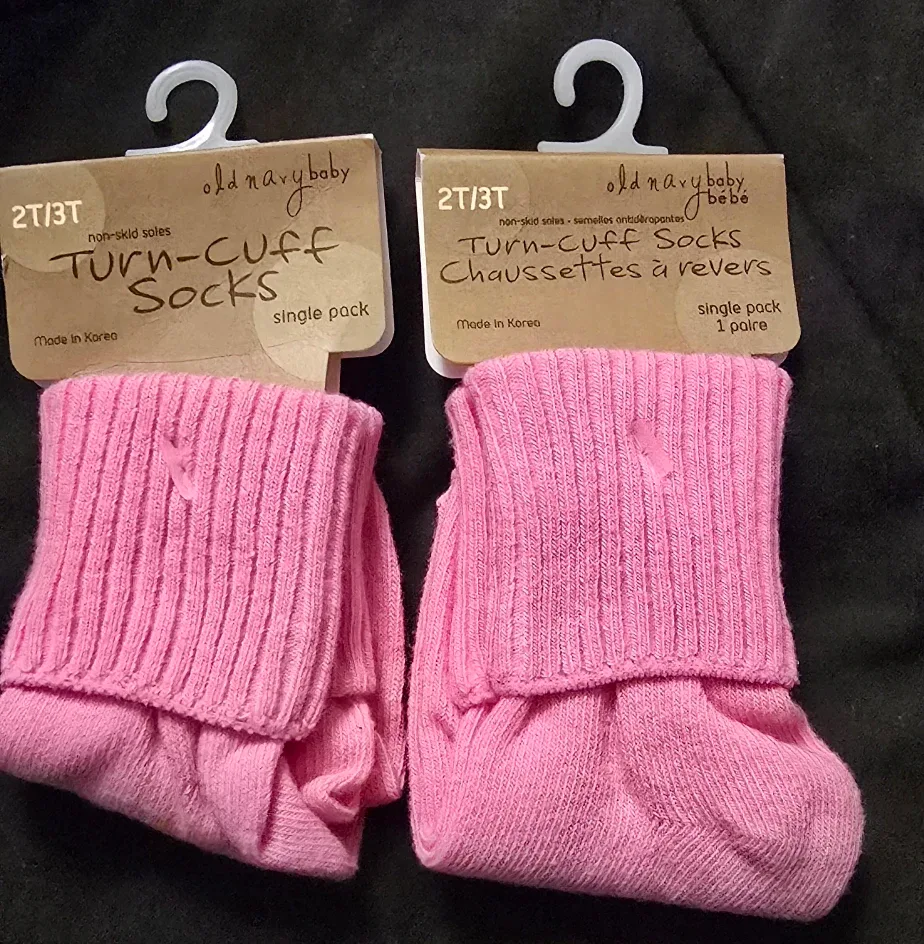 old navy baby
2T/3T
non-skid soles
Turn-Cuff
Socks
single pack
Made in Korea
old navy baby
bébé
2T/3T
non-skid soles - semelles antidérapantes
Turn-Cuff Socks
Chaussettes à revers
single pack
1 paire
Made in Korea